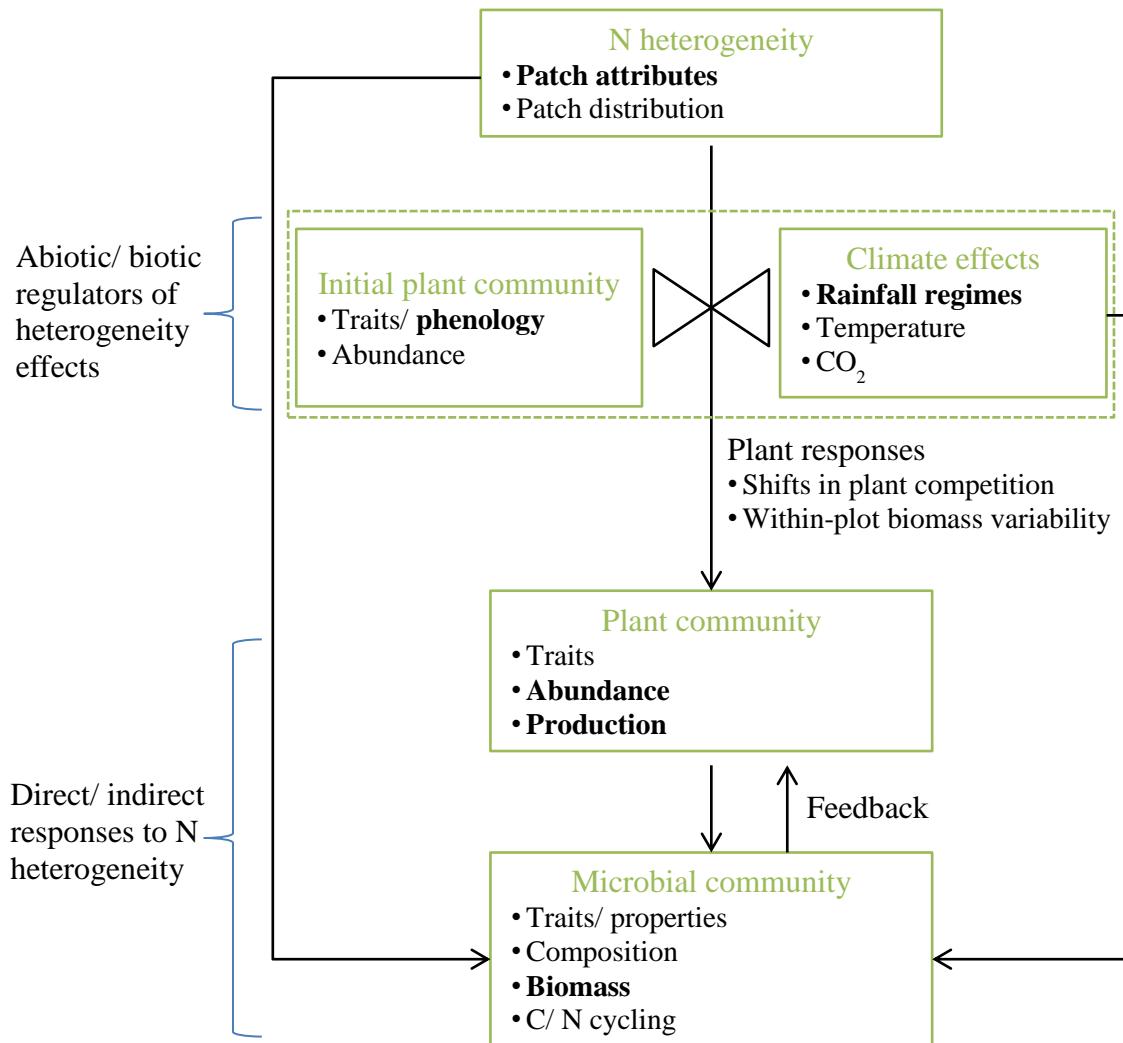 N heterogeneity
• Patch attributes
• Patch distribution
Abiotic/ biotic
regulators of
heterogeneity
effects
Initial plant community
• Traits/ phenology
• Abundance
Climate effects
• Rainfall regimes
• Temperature
• CO₂
Plant responses
• Shifts in plant competition
• Within-plot biomass variability
Plant community
• Traits
• Abundance
• Production
Direct/ indirect
responses to N
heterogeneity
Feedback
Microbial community
• Traits/ properties
• Composition
• Biomass
• C/ N cycling